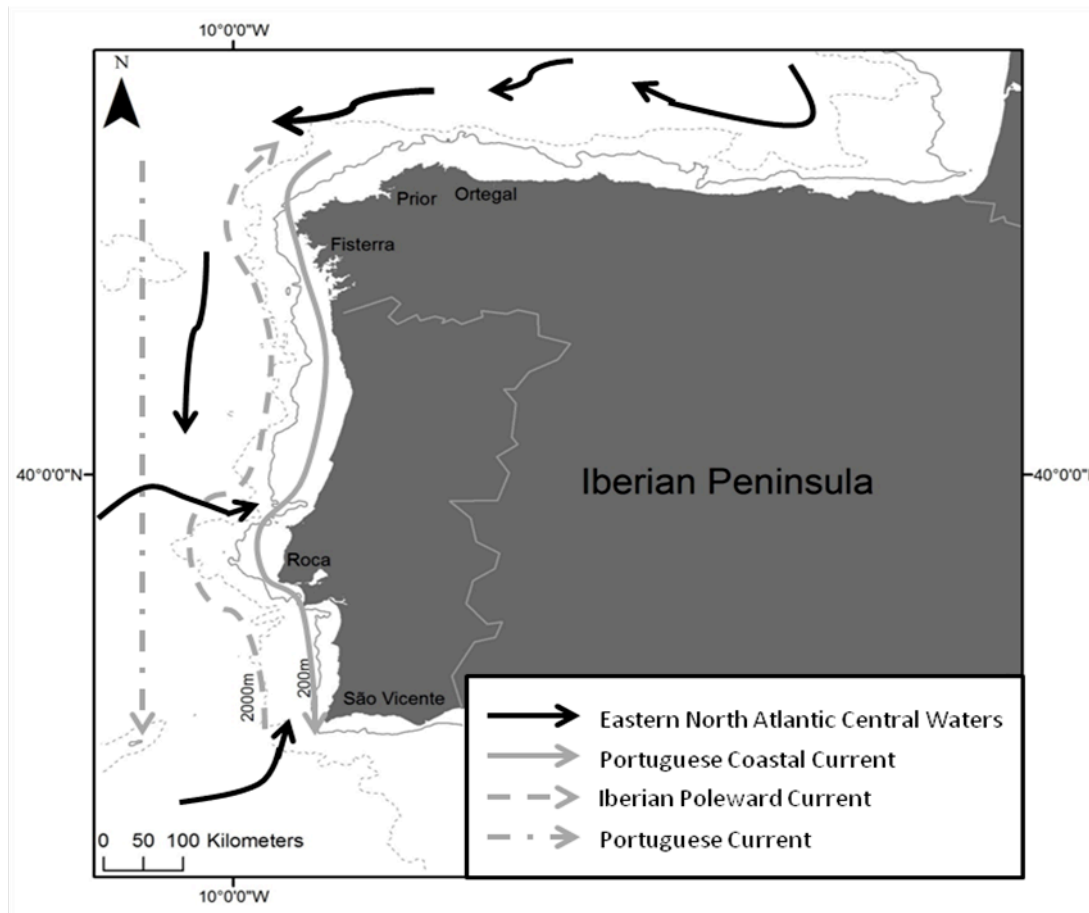 10°0'0"W
N
Prior
Ortegal
Fisterra
40°0'0"N
40°0'0"N
Iberian Peninsula
Roca
2000m
200m
São Vicente
Eastern North Atlantic Central Waters
Portuguese Coastal Current
Iberian Poleward Current
Portuguese Current
0 50 100 Kilometers
10°0'0"W